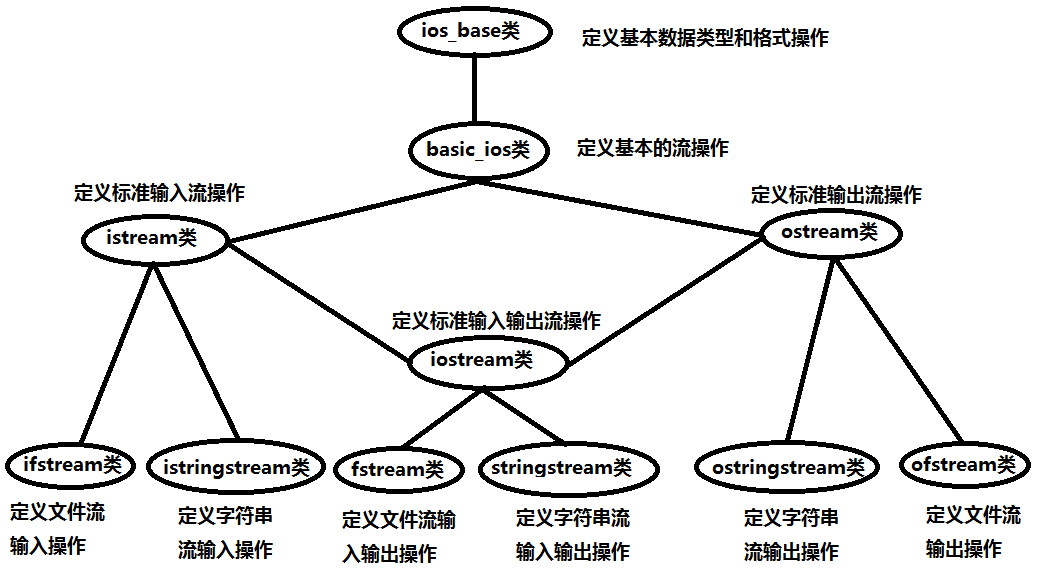 ios_base类
定义基本数据类型和格式操作
basic_ios类
定义基本的流操作
定义标准输入流操作
istream类
定义标准输出流操作
ostream类
定义标准输入输出流操作
iostream类
ifstream类
istringstream类
fstream类
stringstream类
ostringstream类
ofstream类
定义文件流
输入操作
定义字符串
流输入操作
定义文件流输
入输出操作
定义字符串流
输入输出操作
定义字符串
流输出操作
定义文件流
输出操作